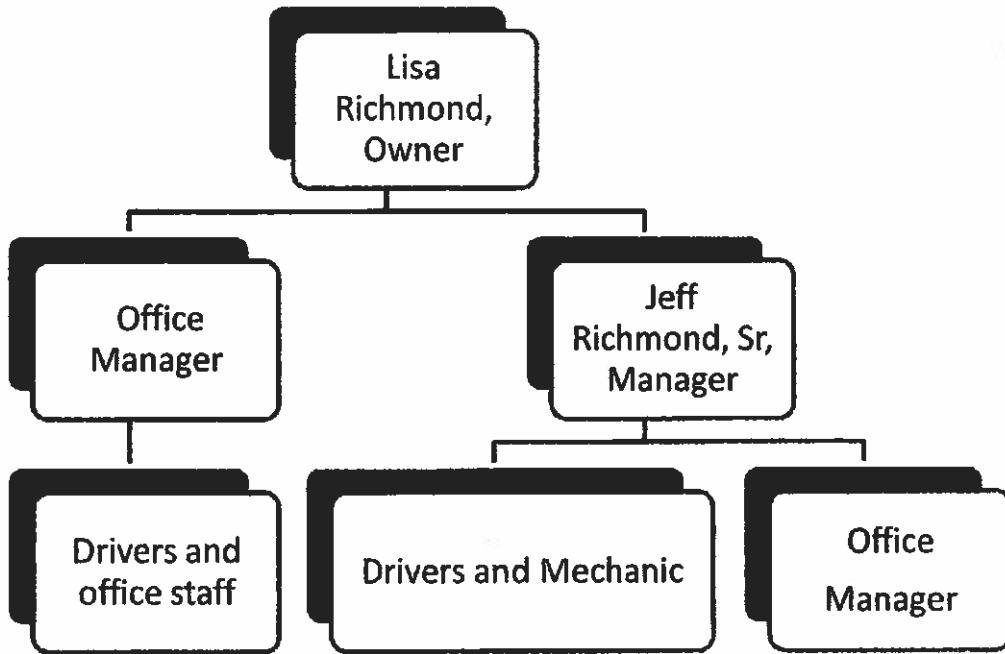 Lisa
Richmond,
Owner
Office
Manager
Jeff
Richmond, Sr,
Manager
Drivers and
office staff
Drivers and Mechanic
Office
Manager